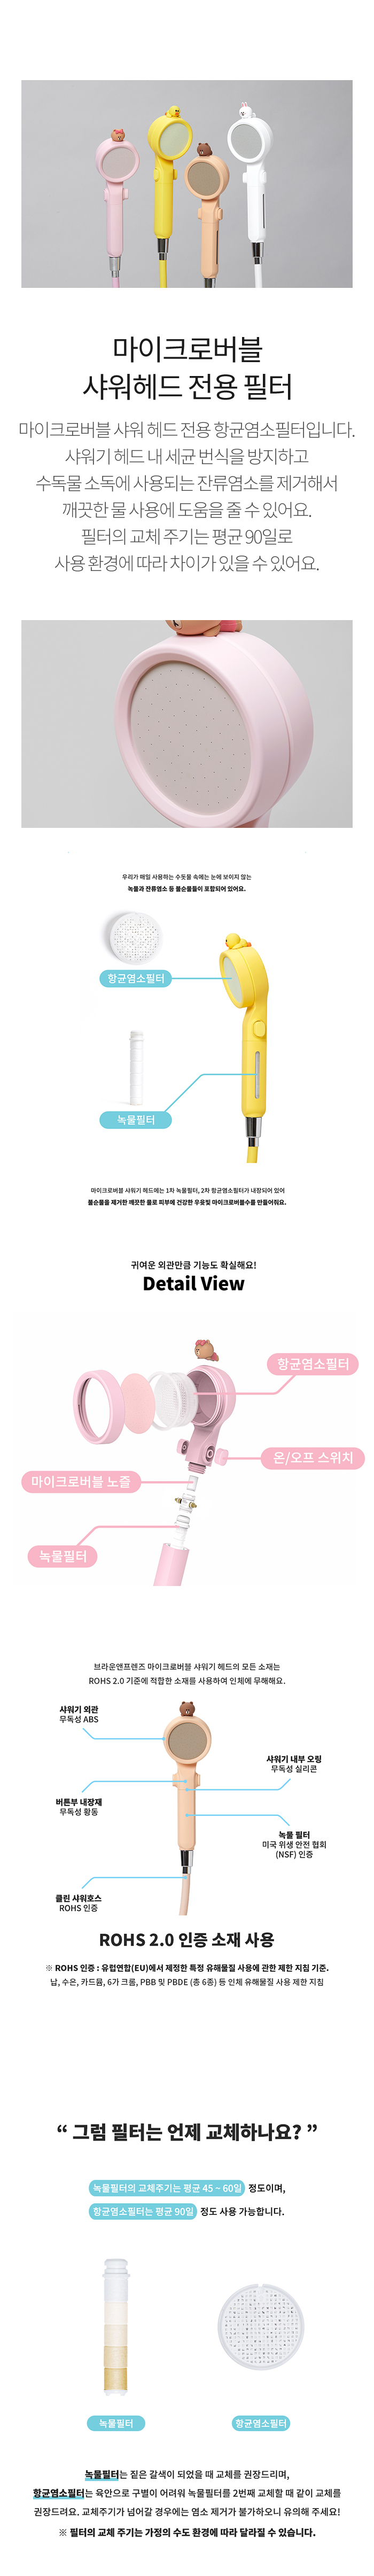 마이크로버블
샤워헤드 전용 필터
마이크로버블 샤워 헤드 전용 항균염소필터입니다.
샤워기 헤드 내 세균 번식을 방지하고
수독물 소독에 사용되는 잔류염소를 제거해서
깨끗한 물 사용에 도움을 줄 수 있어요.
필터의 교체 주기는 평균 90일로
사용 환경에 따라 차이가 있을 수 있어요.
우리가 매일 사용하는 수돗물 속에는 눈에 보이지 않는
녹물과 잔류염소 등 불순물들이 포함되어 있어요.
항균염소필터
녹물필터
마이크로버블 샤워기 헤드에는 1차 녹물필터, 2차 항균염소필터가 내장되어 있어
불순물을 제거한 깨끗한 물로 피부에 건강한 우윳빛 마이크로버블수를 만들어줘요.
귀여운 외관만큼 기능도 확실해요!
Detail View
항균염소필터
온/오프 스위치
마이크로버블 노즐
녹물필터
브라운앤프렌즈 마이크로버블 샤워기 헤드의 모든 소재는
ROHS 2.0 기준에 적합한 소재를 사용하여 인체에 무해해요.
샤워기 외관
무독성 ABS
샤워기 내부 오링
무독성 실리콘
버튼부 내장재
무독성 황동
녹물 필터
미국 위생 안전 협회
(NSF) 인증
클린 샤워호스
ROHS 인증
ROHS 2.0 인증 소재 사용
※ ROHS 인증 : 유럽연합(EU)에서 제정한 특정 유해물질 사용에 관한 제한 지침 기준.
납, 수은, 카드뮴, 6가 크롬, PBB 및 PBDE (총 6종) 등 인체 유해물질 사용 제한 지침
“ 그럼 필터는 언제 교체하나요? ”
녹물필터의 교체주기는 평균 45 ~ 60일 정도이며,
항균염소필터는 평균 90일 정도 사용 가능합니다.
녹물필터
항균염소필터
녹물필터는 짙은 갈색이 되었을 때 교체를 권장드리며,
항균염소필터는 육안으로 구별이 어려워 녹물필터를 2번째 교체할 때 같이 교체를
권장드려요. 교체주기가 넘어갈 경우에는 염소 제거가 불가하오니 유의해 주세요!
※ 필터의 교체 주기는 가정의 수도 환경에 따라 달라질 수 있습니다.